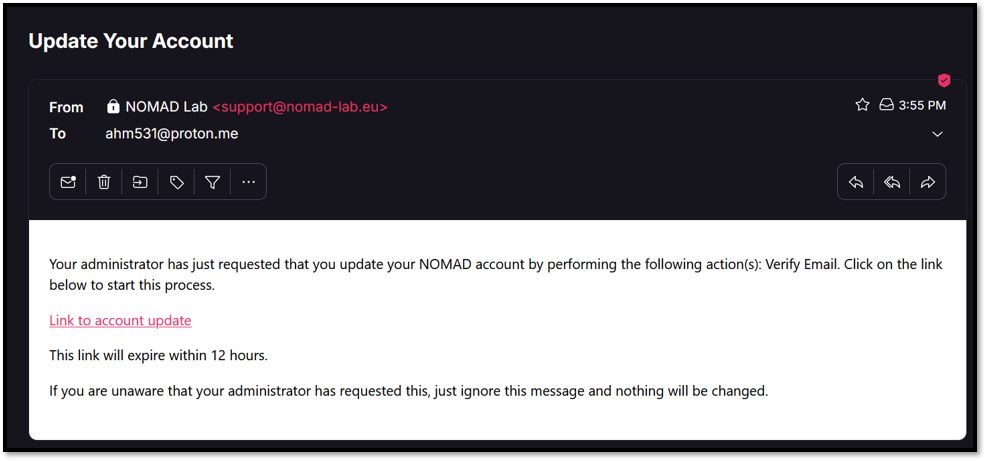 Update Your Account
From NOMAD Lab <support@nomad-lab.eu>
3:55 PM
To ahm531@proton.me
Your administrator has just requested that you update your NOMAD account by performing the following action(s): Verify Email. Click on the link
below to start this process.
Link to account update
This link will expire within 12 hours.
If you are unaware that your administrator has requested this, just ignore this message and nothing will be changed.